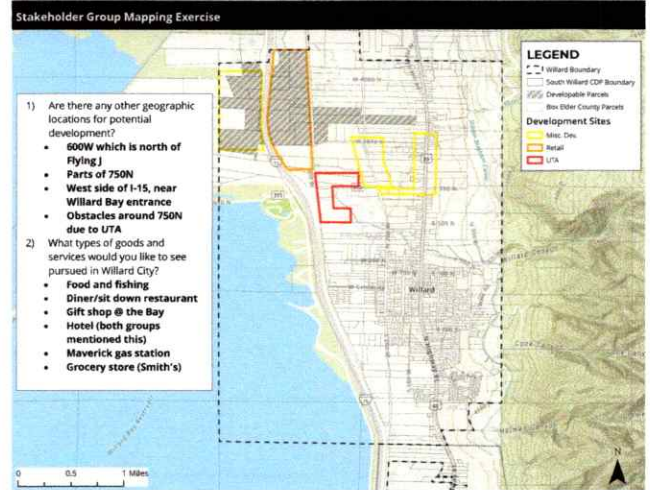 Stakeholder Group Mapping Exercise
1) Are there any other geographic
locations for potential
development?
• 600W which is north of
Flying J
• Parts of 750N
• West side of I-15, near
Willard Bay entrance
• Obstacles around 750N
due to UTA
2) What types of goods and
services would you like to see
pursued in Willard City?
• Food and fishing
• Diner/sit down restaurant
• Gift shop @ the Bay
• Hotel (both groups
mentioned this)
• Maverick gas station
• Grocery store (Smith's)
LEGEND
Willard Boundary
South Willard CDP Boundary
Developable Parcels
Box Elder County Parcels
Development Sites
Misc. Dev.
Retail
UTA
Willard
0 0.5 1 Miles
N